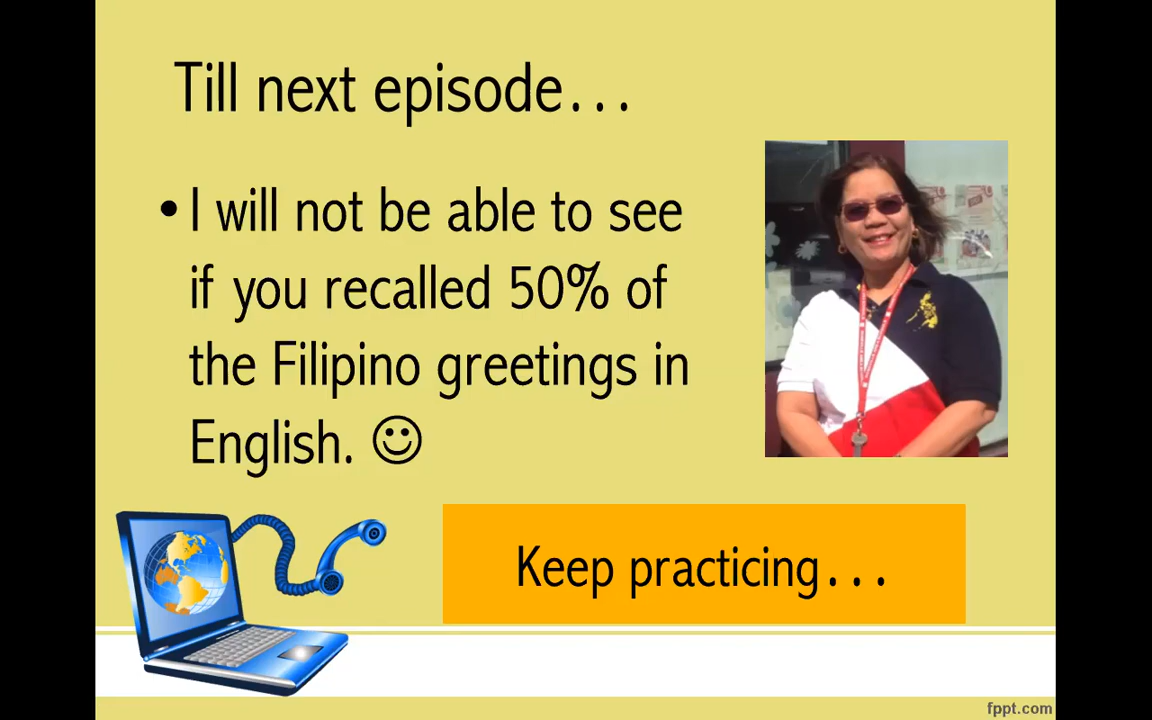 Till next episode...
• I will not be able to see
if you recalled 50% of
the Filipino greetings in
English. ☺
Keep practicing...
fppt.com